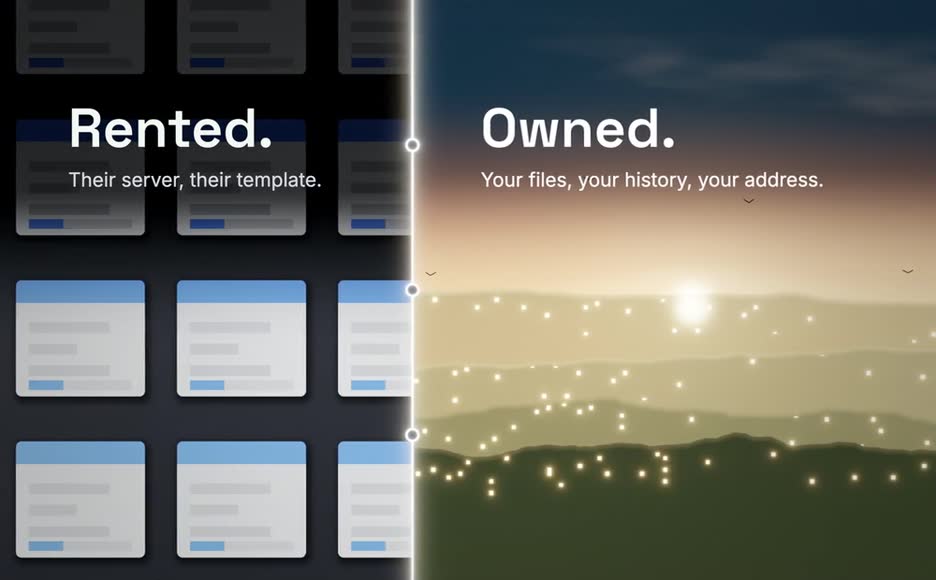 Rented.
Their server, their template.
Owned.
Your files, your history, your address.